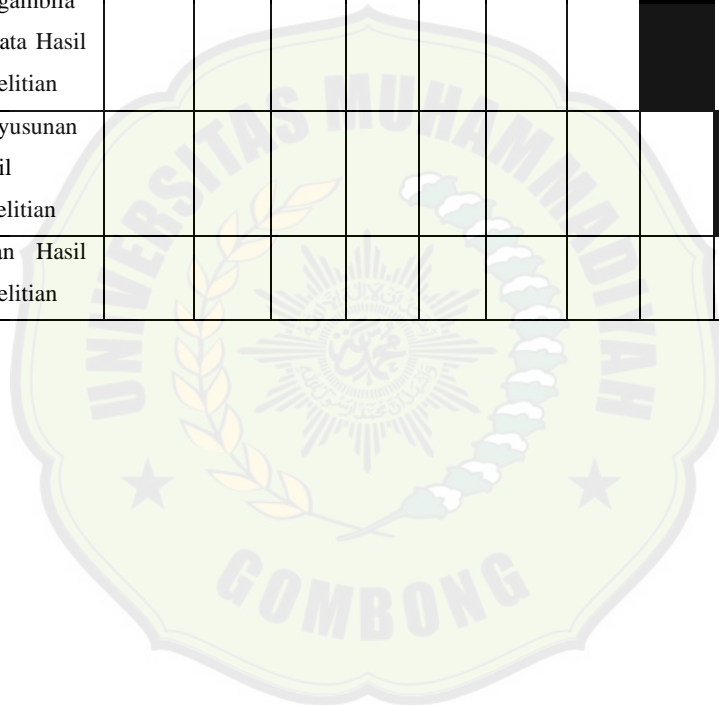 gambila
ata Hasil
elitian
yusunan
il
elitian
an Hasil
elitian
UNIVERSITAS MUHAMMADIYAH
GOMBONG